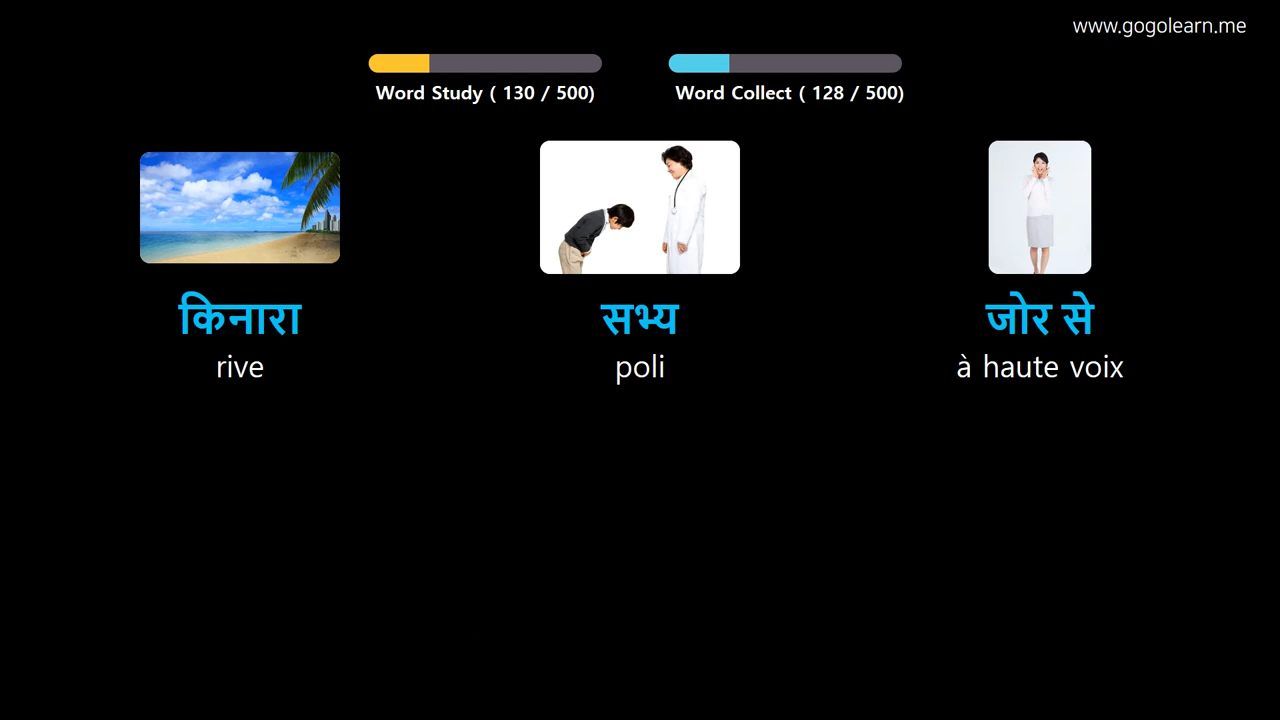 www.gogolearn.me
Word Study ( 130 / 500)
Word Collect ( 128 / 500)
किनारा
rive
सभ्य
poli
जोर से
à haute voix